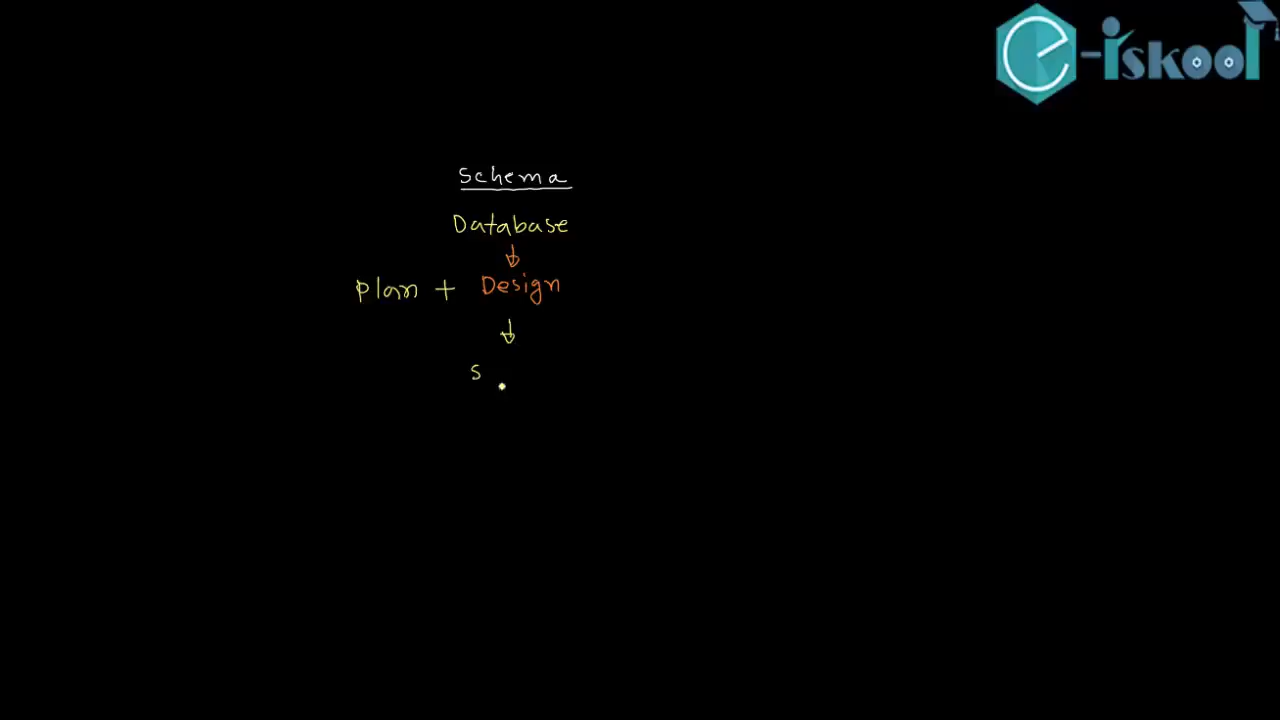 e-iskool
Schema
Database
Plan + Design
S